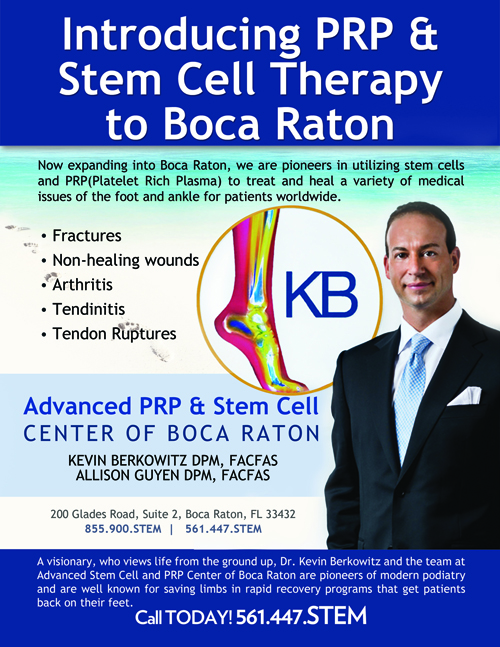 Introducing PRP &
Stem Cell Therapy
to Boca Raton
Now expanding into Boca Raton, we are pioneers in utilizing stem cells
and PRP(Platelet Rich Plasma) to treat and heal a variety of medical
issues of the foot and ankle for patients worldwide.
• Fractures
• Non-healing wounds
• Arthritis
• Tendinitis
• Tendon Ruptures
KB
Advanced PRP & Stem Cell
CENTER OF BOCA RATON
KEVIN BERKOWITZ DPM, FACFAS
ALLISON GUYEN DPM, FACFAS
200 Glades Road, Suite 2, Boca Raton, FL 33432
855.900.STEM | 561.447.STEM
A visionary, who views life from the ground up, Dr. Kevin Berkowitz and the team at
Advanced Stem Cell and PRP Center of Boca Raton are pioneers of modern podiatry
and are well known for saving limbs in rapid recovery programs that get patients
back on their feet.
Call TODAY! 561.447.STEM